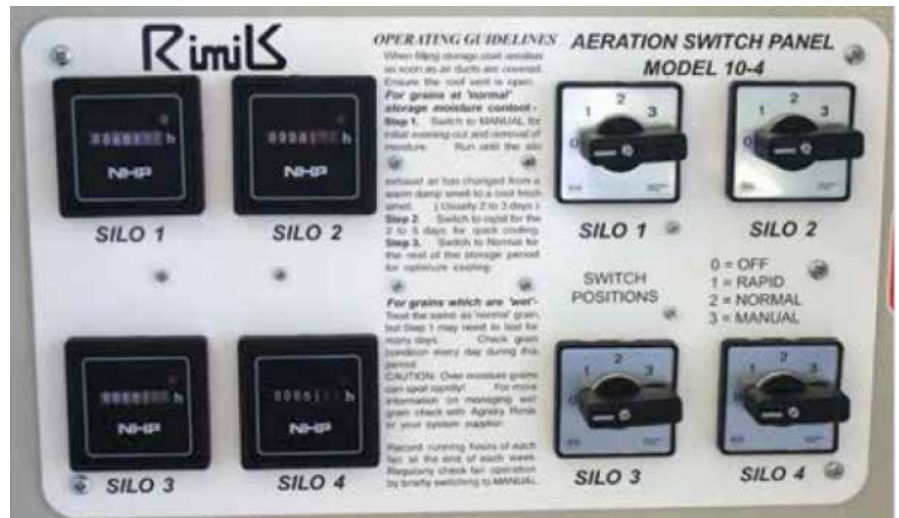 Rimik
NHP
SILO 1
NHP
SILO 2
NHP
SILO 3
NHP
SILO 4
OPERATING GUIDELINES
When filling storage start aeration
as soon as air ducts are covered.
Ensure the roof vent is open.
For grains at 'normal'
storage moisture content -
Step 1. Switch to MANUAL for
initial evening-out and removal of
moisture. Run until the silo
exhaust air has changed from a
warm damp smell to a cool fresh
smell. ( Usually 2 to 3 days )
Step 2. Switch to rapid for the
2 to 5 days for quick cooling.
Step 3. Switch to Normal for
the rest of the storage period
for optimum cooling.
For grains which are 'wet'-
Treat the same as 'normal' grain,
but Step 1 may need to last for
many days. Check grain
condition every day during this
period.
CAUTION: Over moisture grains
can spoil rapidly! For more
information on managing wet
grain check with Agridry Rimik
or your system supplier.
Record running hours of each
fan at the end of each week.
Regularly check fan operation
by briefly switching to MANUAL
AERATION SWITCH PANEL
MODEL 10-4
0 1 2 3
SILO 1
0 1 2 3
SILO 2
SWITCH
POSITIONS
0 = OFF
1 = RAPID
2 = NORMAL
3 = MANUAL
0 1 2 3
SILO 3
0 1 2 3
SILO 4